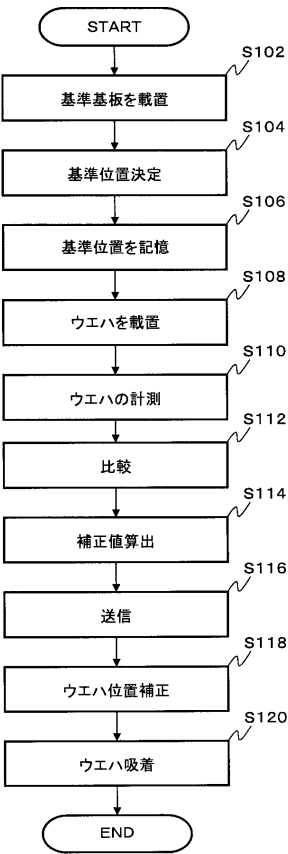 START
S102
基準基板を載置
S104
基準位置決定
S106
基準位置を記憶
S108
ウエハを載置
S110
ウエハの計測
S112
比較
S114
補正値算出
S116
送信
S118
ウエハ位置補正
S120
ウエハ吸着
END